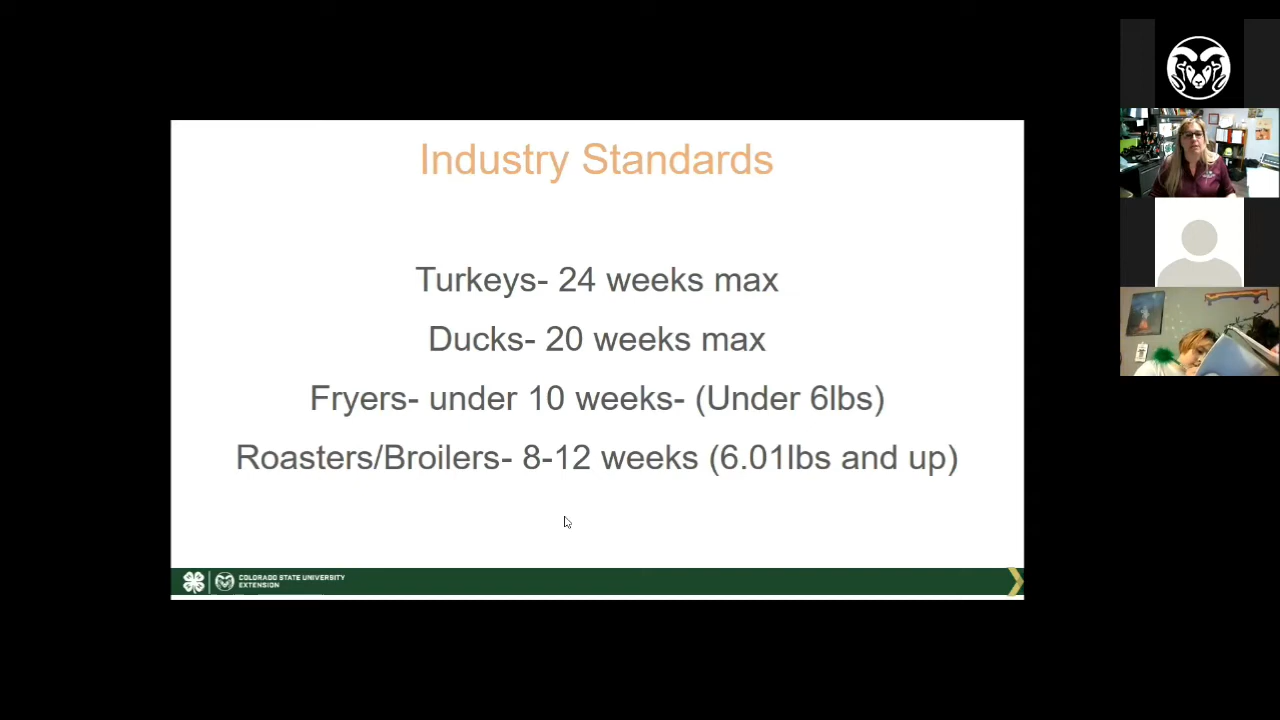 Industry Standards
Turkeys- 24 weeks max
Ducks- 20 weeks max
Fryers- under 10 weeks- (Under 6lbs)
Roasters/Broilers- 8-12 weeks (6.01lbs and up)
COLORADO STATE UNIVERSITY
EXTENSION